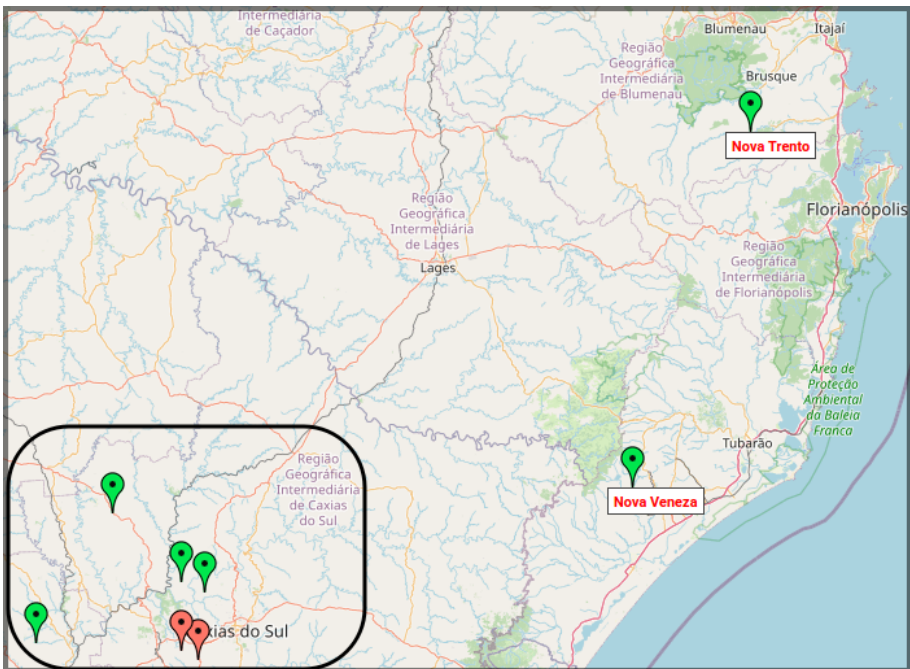 Intermediária
de Caçador
Blumenau
Itajaí
Região
Geográfica
Intermediária
de Blumenau
Brusque
Nova Trento
Região
Geográfica
Intermediária
de Lages
Florianópolis
Lages
Região
Geográfica
Intermediária
de Florianópolis
Área de
Proteção
Ambiental
da Baleia
Franca
Tubarão
Região
Geográfica
Intermediária
de Caxias
do Sul
Nova Veneza
xias do Sul